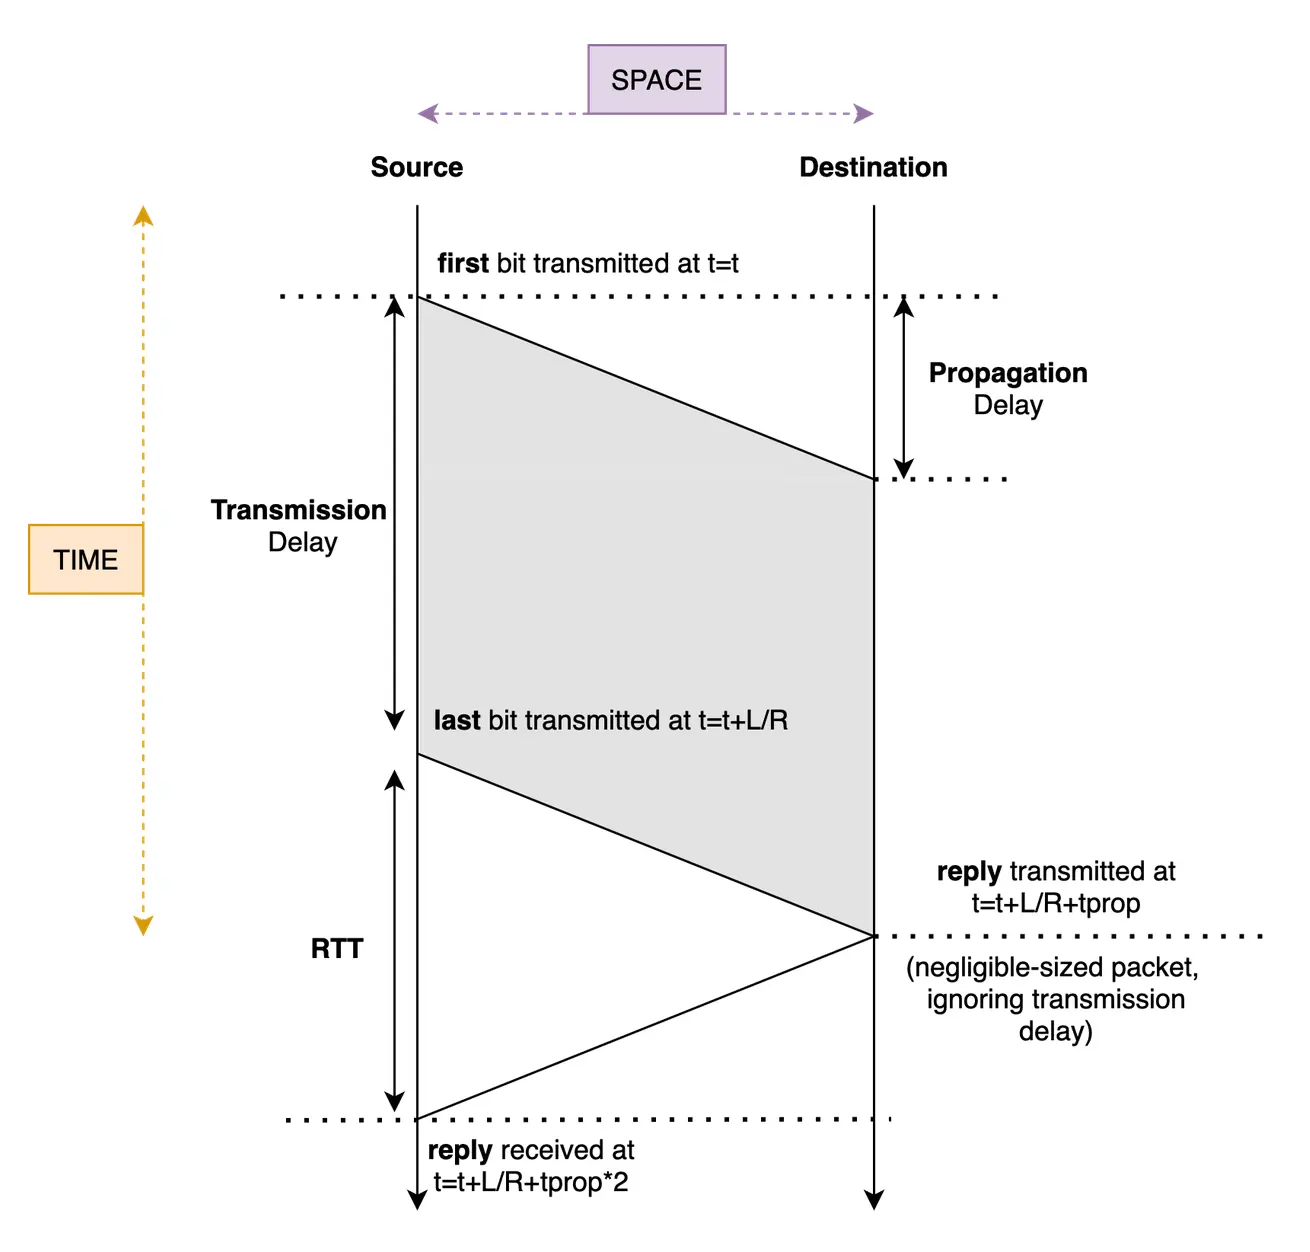 SPACE
Source
Destination
first bit transmitted at t=t
Propagation
Delay
Transmission
Delay
TIME
last bit transmitted at t=t+L/R
reply transmitted at
t=t+L/R+tprop
RTT
(negligible-sized packet,
ignoring transmission
delay)
reply received at
t=t+L/R+tprop*2